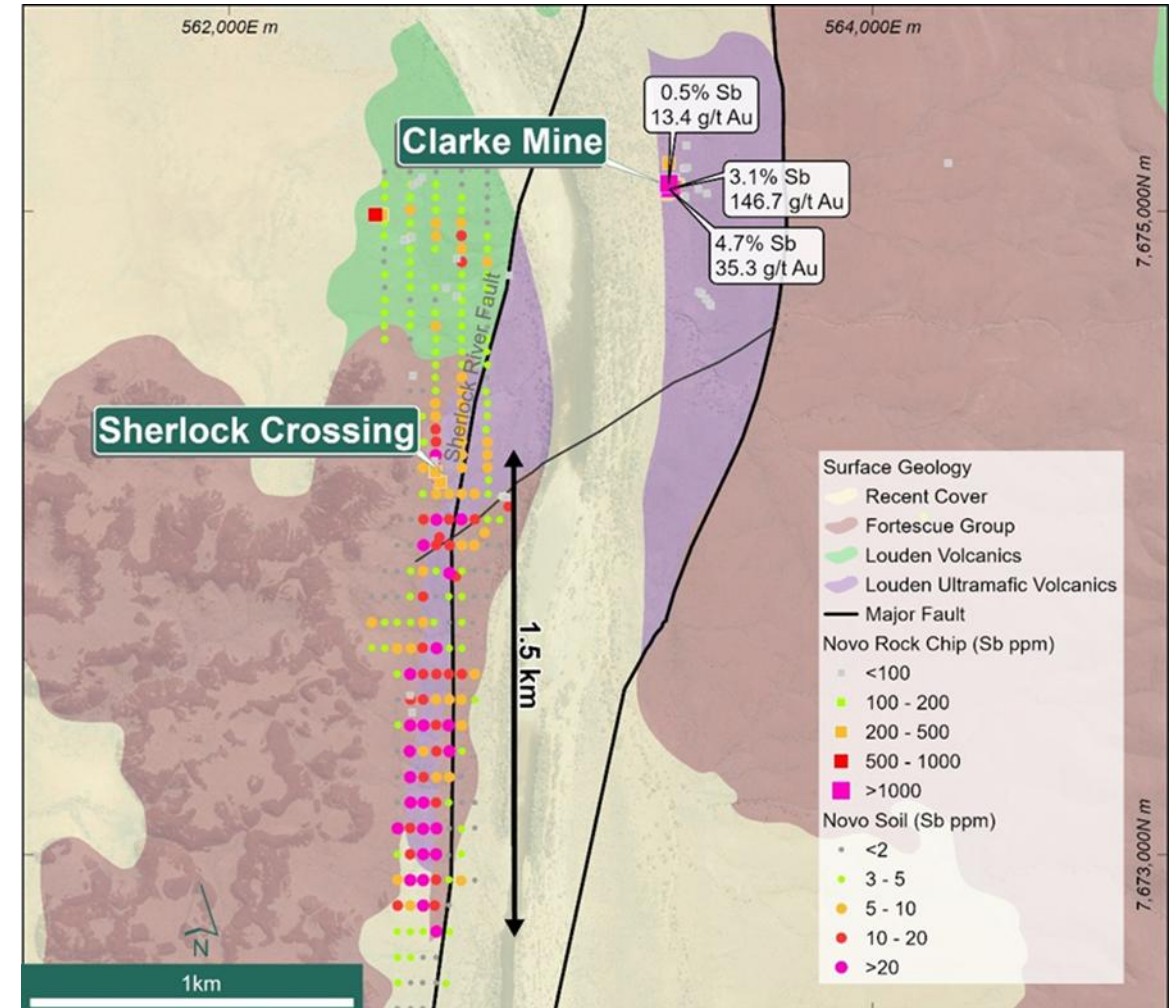 562,000E m
564,000E m
0.5% Sb
13.4 g/t Au
Clarke Mine
3.1% Sb
146.7 g/t Au
4.7% Sb
35.3 g/t Au
7,675,000N m
Sherlock River Fault
Sherlock Crossing
1.5 km
Surface Geology
Recent Cover
Fortescue Group
Louden Volcanics
Louden Ultramafic Volcanics
Major Fault
Novo Rock Chip (Sb ppm)
<100
100 - 200
200 - 500
500 - 1000
>1000
Novo Soil (Sb ppm)
<2
3 - 5
5 - 10
10 - 20
>20
7,673,000N m
N
1km